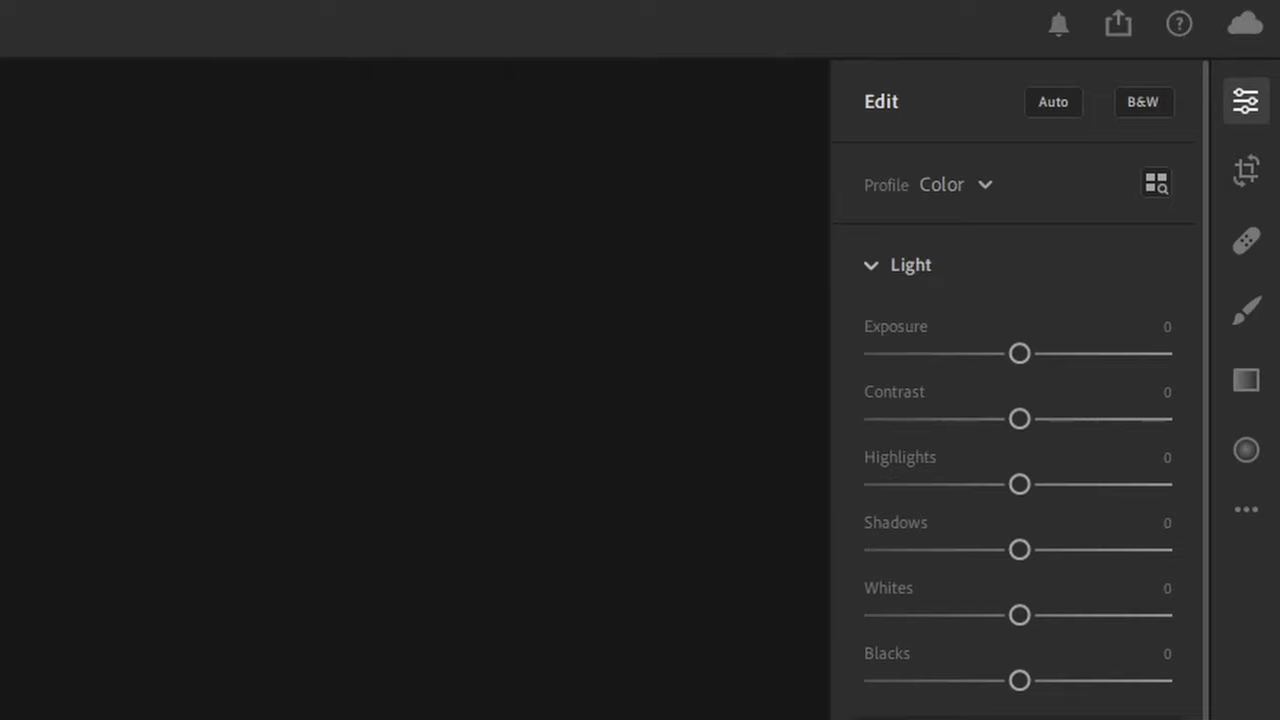 Edit Auto B&W
Profile Color
Light
Exposure 0
Contrast 0
Highlights 0
Shadows 0
Whites 0
Blacks 0